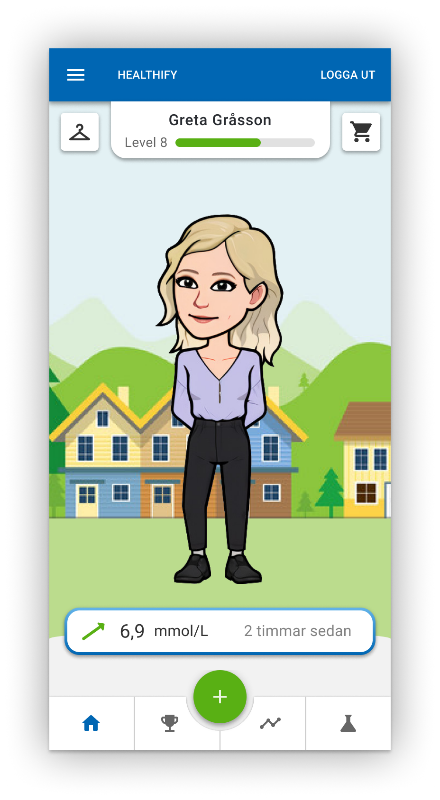 HEALTHIFY LOGGA UT
Greta Gråsson
Level 8
6,9 mmol/L 2 timmar sedan